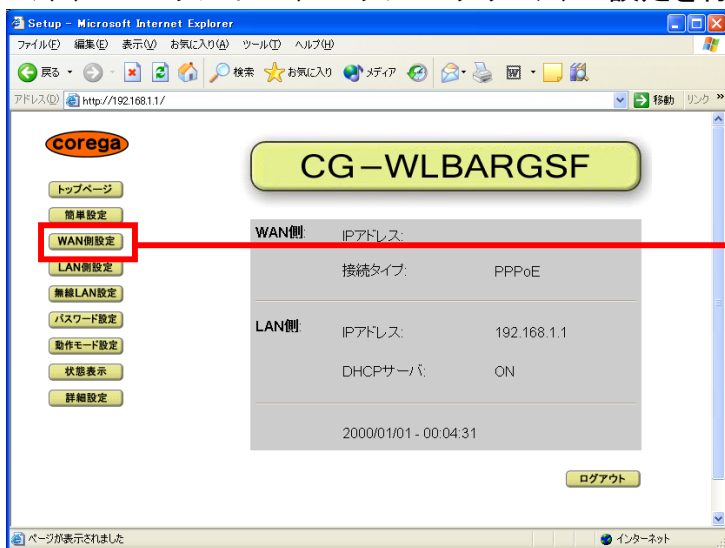 Setup - Microsoft Internet Explorer
ファイル(F) 編集(E) 表示(V) お気に入り(A) ツール(T) ヘルプ(H)
戻る 検索 お気に入り メディア
アドレス(D) http://192.168.1.1/ 移動 リンク »
corega
CG-WLBARGSF
トップページ
簡単設定
WAN側設定
LAN側設定
無線LAN設定
パスワード設定
動作モード設定
状態表示
詳細設定
WAN側: IPアドレス:
接続タイプ: PPPoE
LAN側: IPアドレス: 192.168.1.1
DHCPサーバ: ON
2000/01/01 - 00:04:31
ログアウト
ページが表示されました インターネット